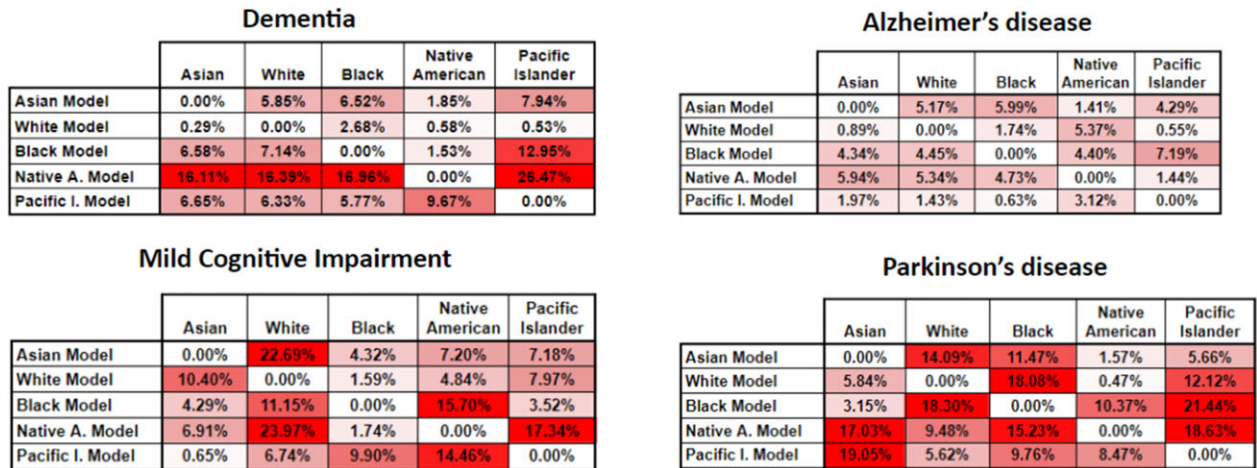 Dementia
Asian White Black Native American Pacific Islander
Asian Model 0.00% 5.85% 6.52% 1.85% 7.94%
White Model 0.29% 0.00% 2.68% 0.58% 0.53%
Black Model 6.58% 7.14% 0.00% 1.53% 12.95%
Native A. Model 16.11% 16.39% 16.96% 0.00% 26.47%
Pacific I. Model 6.65% 6.33% 5.77% 9.67% 0.00%
Alzheimer's disease
Asian White Black Native American Pacific Islander
Asian Model 0.00% 5.17% 5.99% 1.41% 4.29%
White Model 0.89% 0.00% 1.74% 5.37% 0.55%
Black Model 4.34% 4.45% 0.00% 4.40% 7.19%
Native A. Model 5.94% 5.34% 4.73% 0.00% 1.44%
Pacific I. Model 1.97% 1.43% 0.63% 3.12% 0.00%
Mild Cognitive Impairment
Asian White Black Native American Pacific Islander
Asian Model 0.00% 22.69% 4.32% 7.20% 7.18%
White Model 10.40% 0.00% 1.59% 4.84% 7.97%
Black Model 4.29% 11.15% 0.00% 15.70% 3.52%
Native A. Model 6.91% 23.97% 1.74% 0.00% 17.34%
Pacific I. Model 0.65% 6.74% 9.90% 14.46% 0.00%
Parkinson's disease
Asian White Black Native American Pacific Islander
Asian Model 0.00% 14.09% 11.47% 1.57% 5.66%
White Model 5.84% 0.00% 18.08% 0.47% 12.12%
Black Model 3.15% 18.30% 0.00% 10.37% 21.44%
Native A. Model 17.03% 9.48% 15.23% 0.00% 18.63%
Pacific I. Model 19.05% 5.62% 9.76% 8.47% 0.00%